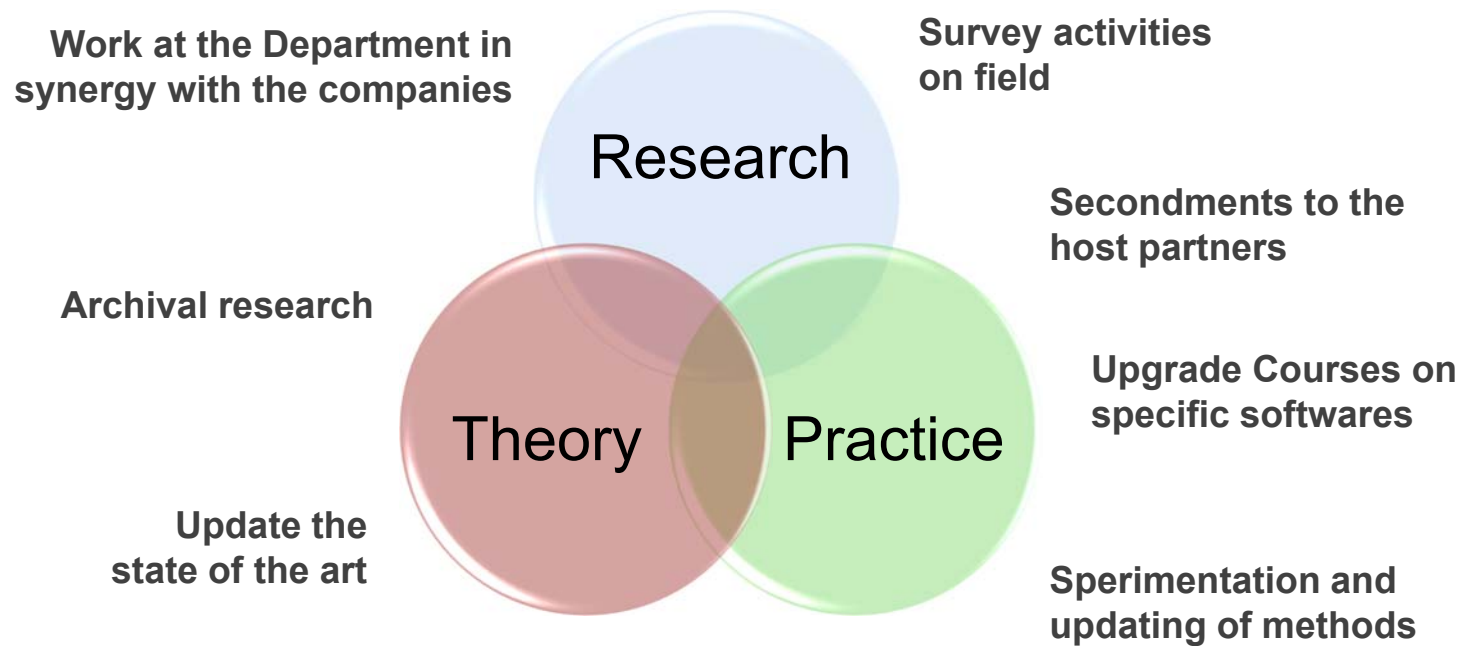 Work at the Department in
synergy with the companies
Survey activities
on field
Research
Secondments to the
host partners
Archival research
Upgrade Courses on
specific softwares
Theory
Practice
Update the
state of the art
Sperimentation and
updating of methods